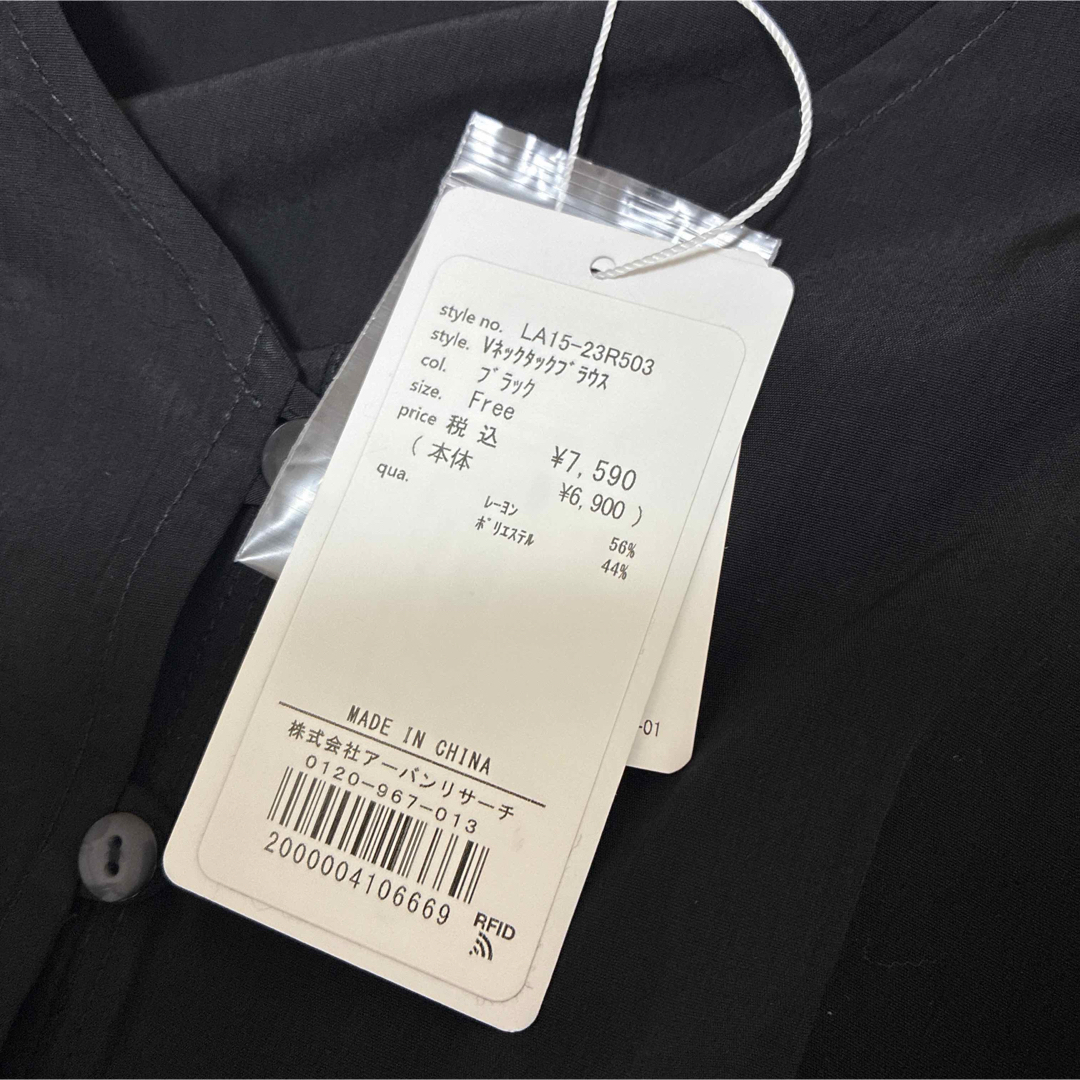 style no. LA15-23R503
style. Vﾈｯｸﾀｯｸﾌﾞﾗｳｽ
col. ブラック
size. Free
price 税込 ¥7,590
(本体 ¥6,900)
qua.
ﾚｰﾖﾝ 56%
ﾎﾟﾘｴｽﾃﾙ 44%
MADE IN CHINA
株式会社アーバンリサーチ
0120-967-013
2000004106669
RFID
-01